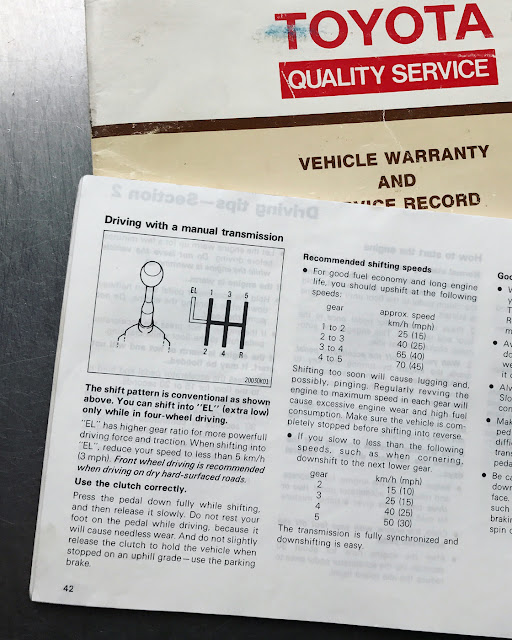 TOYOTA
QUALITY SERVICE
VEHICLE WARRANTY
AND
SERVICE RECORD
Driving tips—Section 2
Driving with a manual transmission
EL 1 3 5
2 4 R
20030K01
The shift pattern is conventional as shown
above. You can shift into "EL" (extra low)
only while in four-wheel driving.
"EL" has higher gear ratio for more powerfull
driving force and traction. When shifting into
"EL", reduce your speed to less than 5 km/h
(3 mph). Front wheel driving is recommended
when driving on dry hard-surfaced roads.
Use the clutch correctly.
Press the pedal down fully while shifting,
and then release it slowly. Do not rest your
foot on the pedal while driving, because it
will cause needless wear. And do not slightly
release the clutch to hold the vehicle when
stopped on an uphill grade—use the parking
brake.
42
How to start the engine
Recommended shifting speeds
• For good fuel economy and long engine
life, you should upshift at the following
speeds:
gear approx. speed
km/h (mph)
1 to 2 25 (15)
2 to 3 40 (25)
3 to 4 65 (40)
4 to 5 70 (45)
Shifting too soon will cause lugging and,
possibly, pinging. Regularly revving the
engine to maximum speed in each gear will
cause excessive engine wear and high fuel
consumption. Make sure the vehicle is com-
pletely stopped before shifting into reverse.
• If you slow to less than the following
speeds, such as when cornering,
downshift to the next lower gear.
gear km/h (mph)
2 15 (10)
3 25 (15)
4 40 (25)
5 50 (30)
The transmission is fully synchronized and
downshifting is easy.